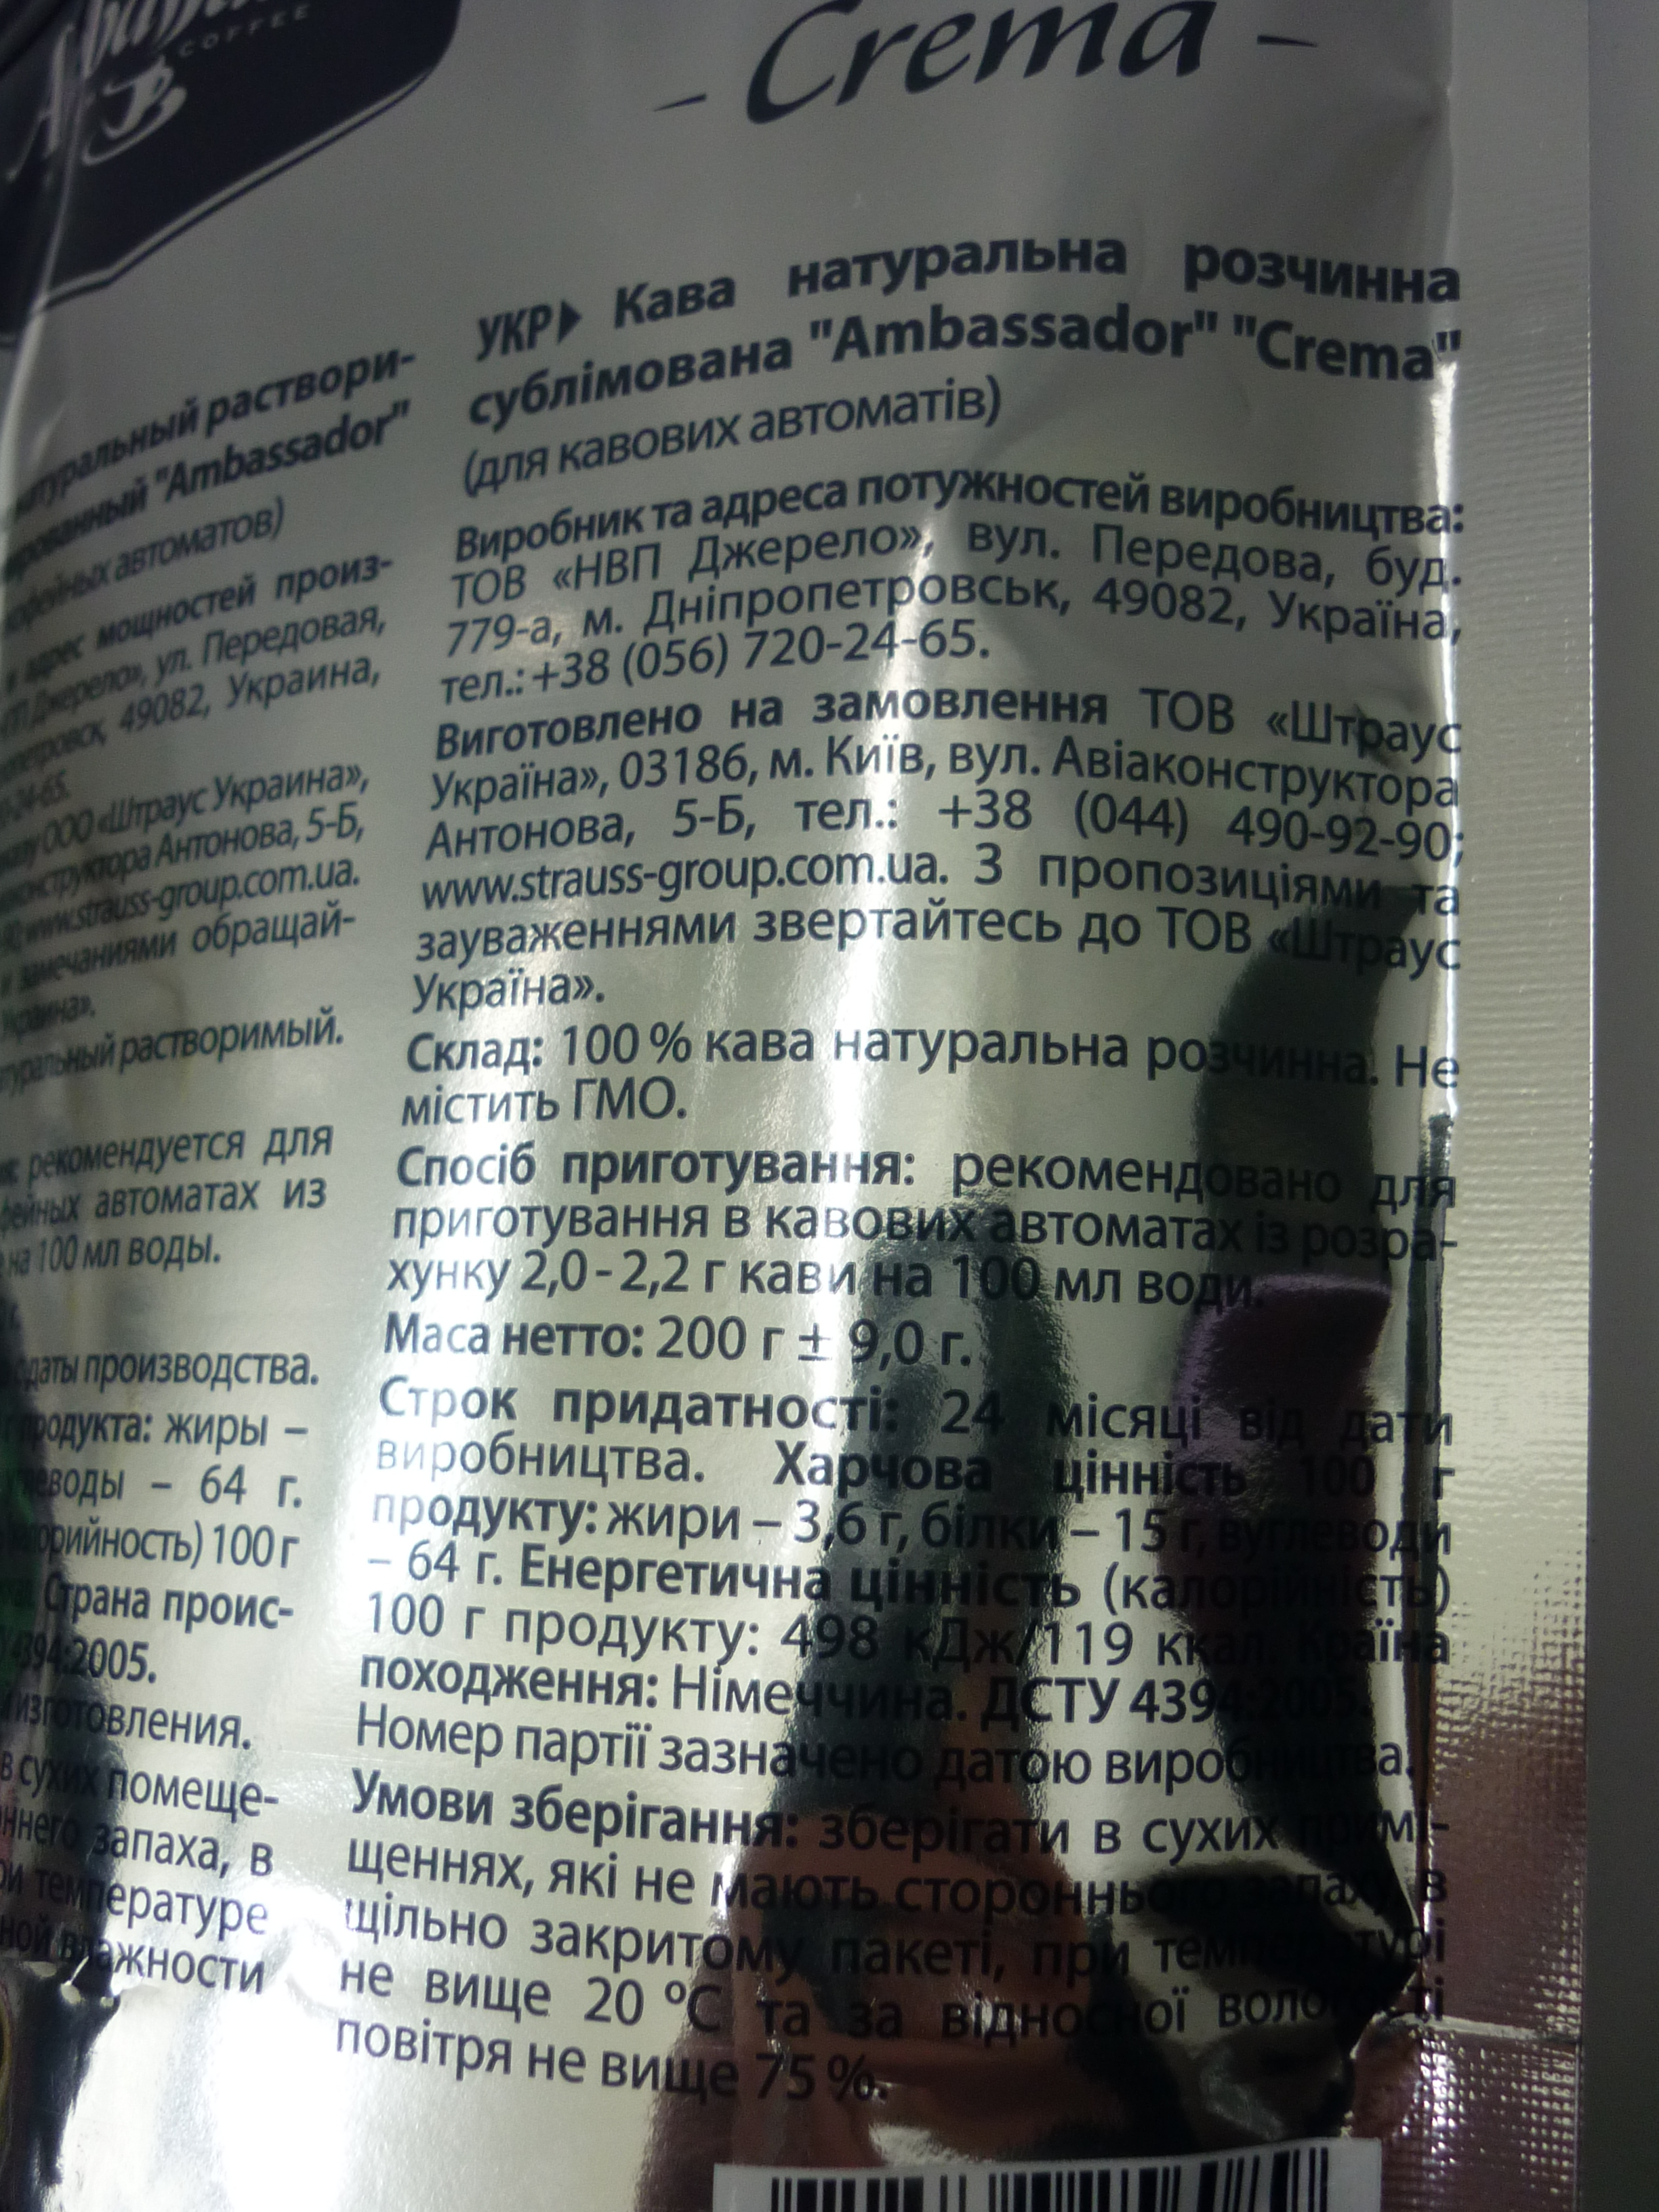 COFFEE
- Crema -
раствори-
"Ambassador"
автоматов)
адрес мощностей произ-
ул. Передовая,
49082, Украина,
ООО «Штраус Украина»,
Антонова, 5-Б,
www.strauss-group.com.ua.
замечаниями обращай-
растворимый.
рекомендуется для
автоматах из
на 100 мл воды.
даты производства.
продукта: жиры –
– 64 г.
100 г
Страна проис-
4394:2005.
изготовления.
в сухих помеще-
запаха, в
температуре
влажности
УКР▶ Кава натуральна розчинна
сублімована "Ambassador" "Crema"
(для кавових автоматів)
Виробник та адреса потужностей виробництва:
ТОВ «НВП Джерело», вул. Передова, буд.
779-а, м. Дніпропетровськ, 49082, Україна,
тел.: +38 (056) 720-24-65.
Виготовлено на замовлення ТОВ «Штраус
Україна», 03186, м. Київ, вул. Авіаконструктора
Антонова, 5-Б, тел.: +38 (044) 490-92-90;
www.strauss-group.com.ua. З пропозиціями та
зауваженнями звертайтесь до ТОВ «Штраус
Україна».
Склад: 100 % кава натуральна розчинна. Не
містить ГМО.
Спосіб приготування: рекомендовано для
приготування в кавових автоматах із розра-
хунку 2,0 - 2,2 г кави на 100 мл води.
Маса нетто: 200 г ± 9,0 г.
Строк придатності: 24 місяці від дати
виробництва. Харчова цінність 100 г
продукту: жири – 3,6 г, білки – 15 г, вуглеводи
– 64 г. Енергетична цінність (калорійність)
100 г продукту: 498 кДж/119 ккал. Країна
походження: Німеччина. ДСТУ 4394:2005.
Номер партії зазначено датою виробництва.
Умови зберігання: зберігати в сухих примі-
щеннях, які не мають стороннього запаху, в
щільно закритому пакеті, при температурі
не вище 20 °С та за відносної вологості
повітря не вище 75 %.